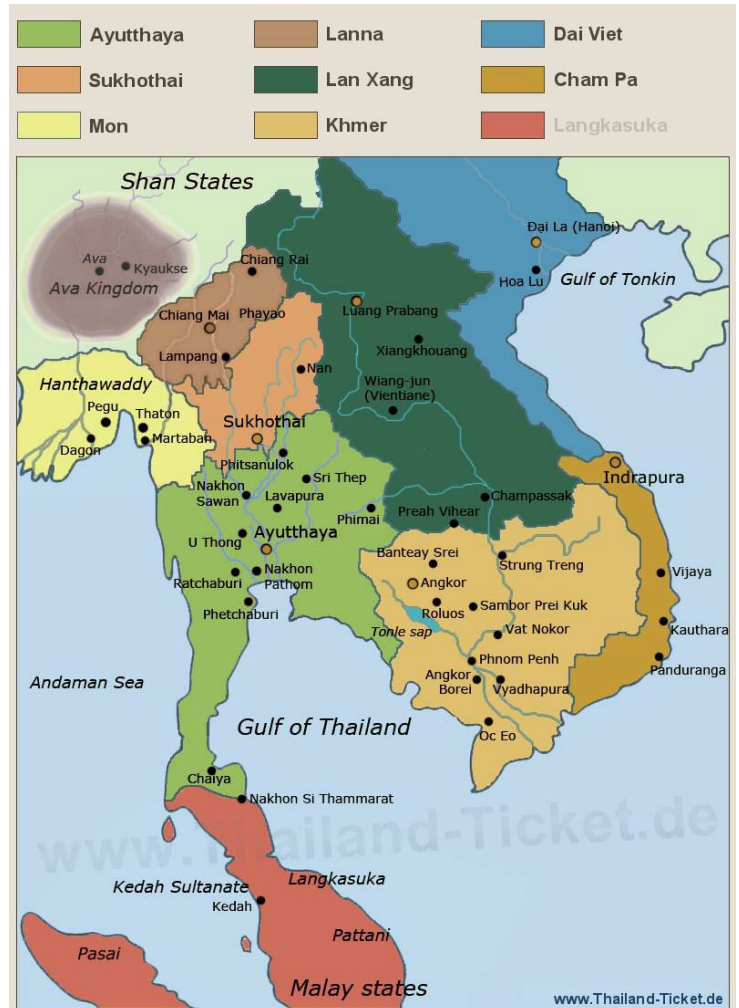 Ayutthaya
Lanna
Dai Viet
Sukhothai
Lan Xang
Cham Pa
Mon
Khmer
Langkasuka
Shan States
Đại La (Hanoi)
Ava
Kyaukse
Ava Kingdom
Chiang Rai
Hoa Lu
Gulf of Tonkin
Chiang Mai
Phayao
Luang Prabang
Lampang
Xiangkhouang
Nan
Hanthawaddy
Wiang-jun
(Vientiane)
Pegu
Thaton
Sukhothai
Dagon
Martaban
Phitsanulok
Indrapura
Nakhon
Sawan
Sri Thep
Lavapura
Champassak
Phimai
Preah Vihear
U Thong
Ayutthaya
Banteay Srei
Strung Treng
Ratchaburi
Nakhon
Pathom
Angkor
Vijaya
Phetchaburi
Roluos
Sambor Prei Kuk
Kauthara
Tonle sap
Vat Nokor
Phnom Penh
Panduranga
Andaman Sea
Angkor
Borei
Vyadhapura
Gulf of Thailand
Oc Eo
Chaiya
Nakhon Si Thammarat
www.Thailand-Ticket.de
Kedah Sultanate
Langkasuka
Kedah
Pattani
Pasai
Malay states
www.Thailand-Ticket.de